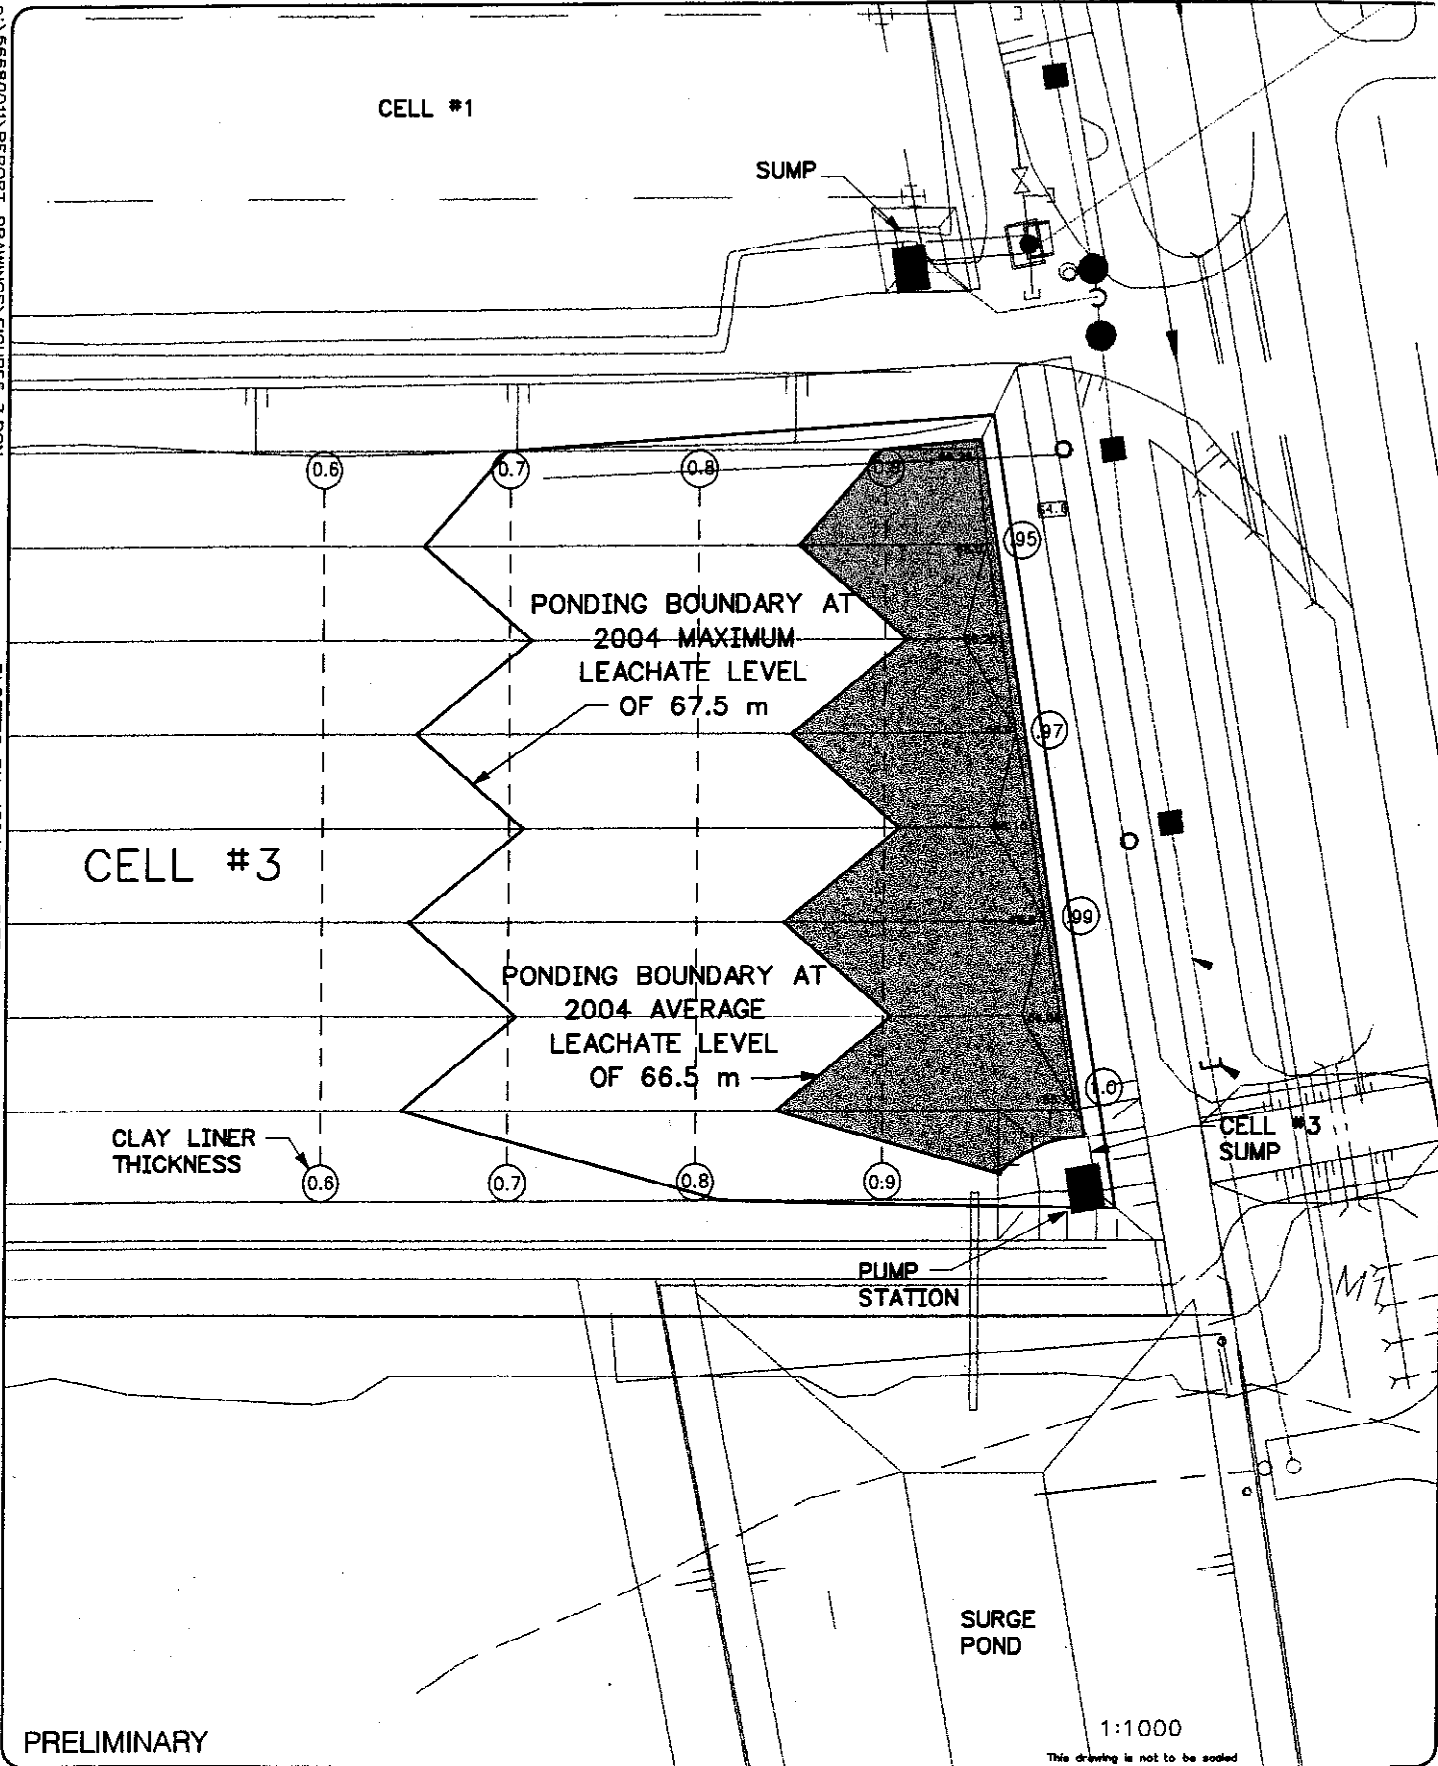 CELL #1
SUMP
0.6
0.7
0.8
0.9
64.8
.95
PONDING BOUNDARY AT
2004 MAXIMUM
LEACHATE LEVEL
OF 67.5 m
.97
CELL #3
.99
PONDING BOUNDARY AT
2004 AVERAGE
LEACHATE LEVEL
OF 66.5 m
1.0
CLAY LINER
THICKNESS
0.6
0.7
0.8
0.9
CELL #3
SUMP
PUMP
STATION
SURGE
POND
PRELIMINARY
1:1000
This drawing is not to be scaled